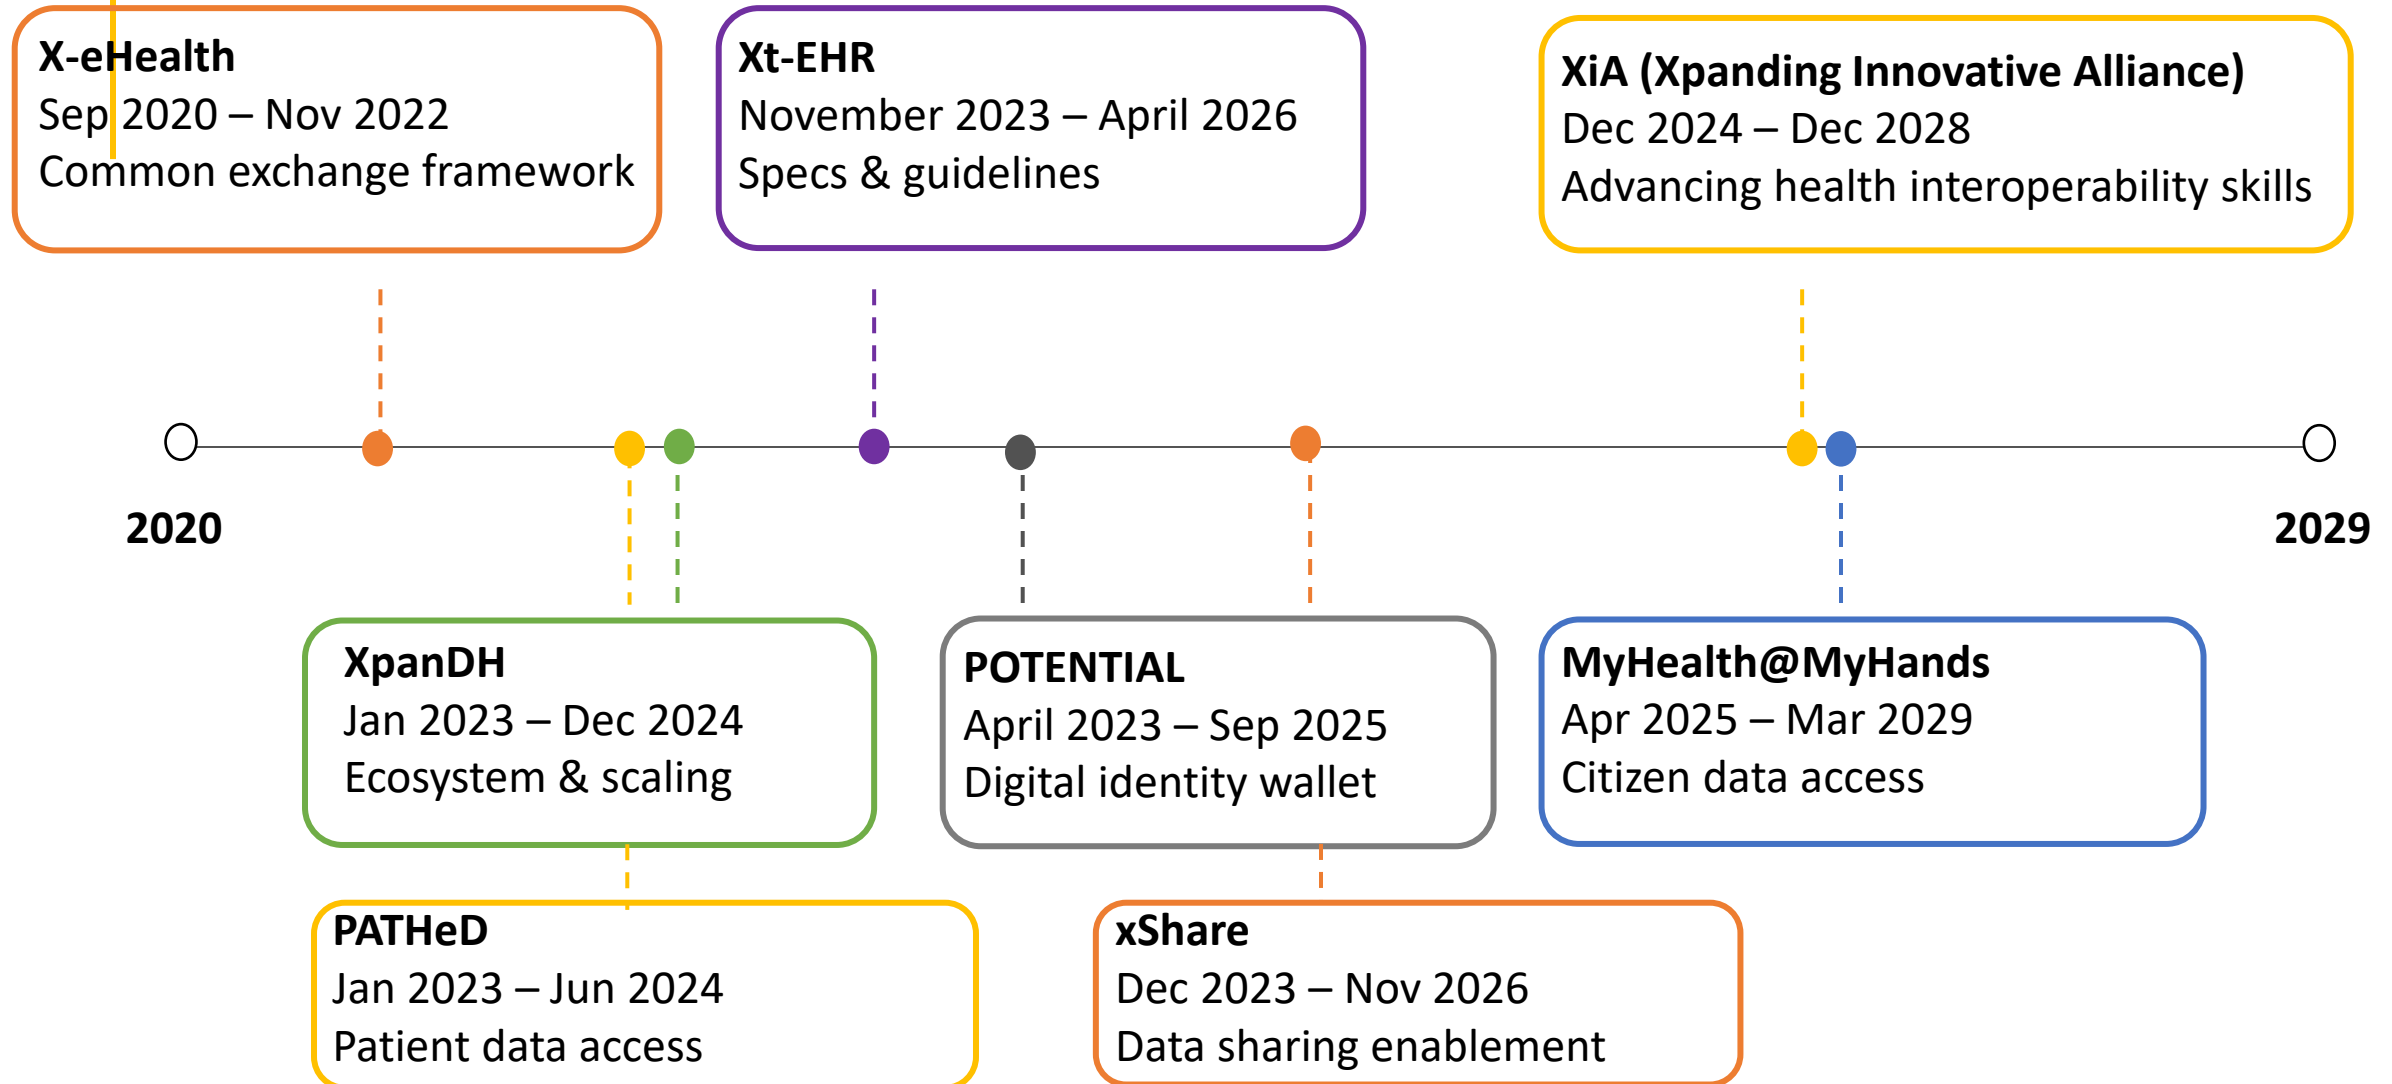 X-eHealth
Sep 2020 – Nov 2022
Common exchange framework
Xt-EHR
November 2023 – April 2026
Specs & guidelines
XiA (Xpanding Innovative Alliance)
Dec 2024 – Dec 2028
Advancing health interoperability skills
2020
2029
XpanDH
Jan 2023 – Dec 2024
Ecosystem & scaling
POTENTIAL
April 2023 – Sep 2025
Digital identity wallet
MyHealth@MyHands
Apr 2025 – Mar 2029
Citizen data access
PATHeD
Jan 2023 – Jun 2024
Patient data access
xShare
Dec 2023 – Nov 2026
Data sharing enablement